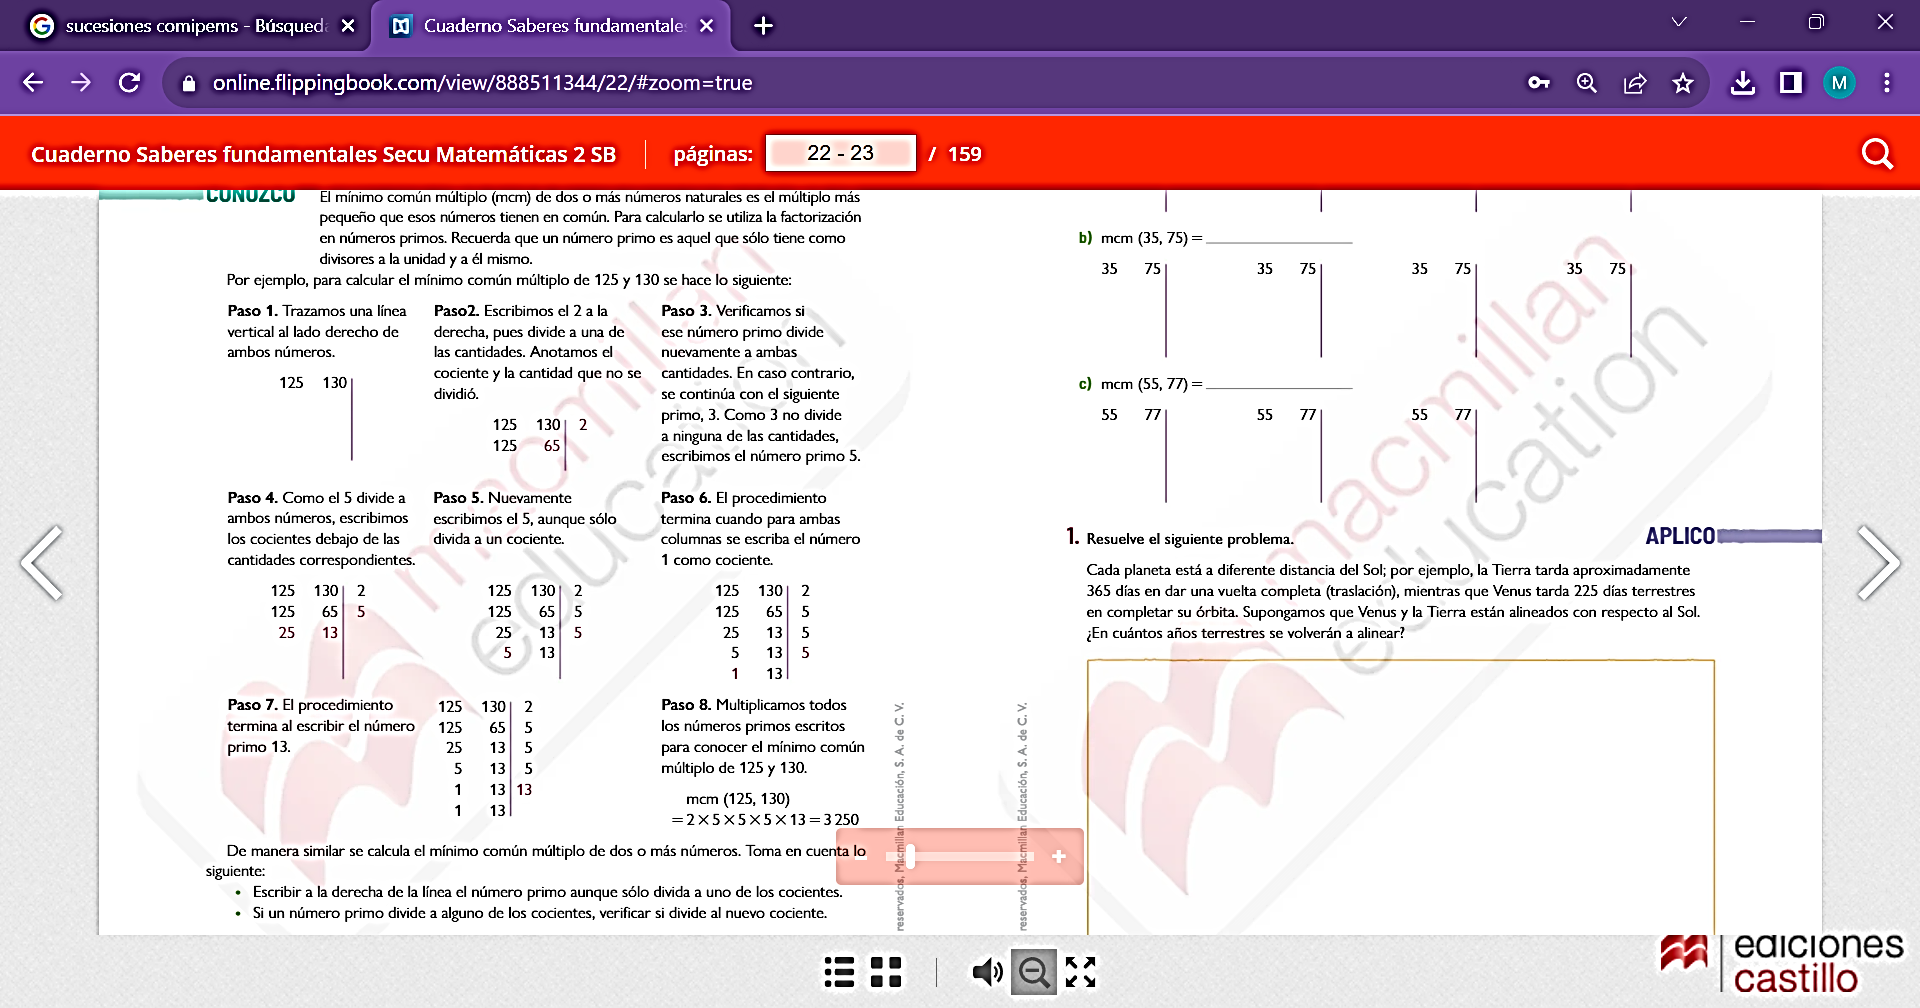 sucesiones comipems - Búsqued
Cuaderno Saberes fundamentale
online.flippingbook.com/view/888511344/22/#zoom=true
M
Cuaderno Saberes fundamentales Secu Matemáticas 2 SB
páginas:
22 - 23
/ 159
CONOZCO
El mínimo común múltiplo (mcm) de dos o más números naturales es el múltiplo más
pequeño que esos números tienen en común. Para calcularlo se utiliza la factorización
en números primos. Recuerda que un número primo es aquel que sólo tiene como
divisores a la unidad y a él mismo.
Por ejemplo, para calcular el mínimo común múltiplo de 125 y 130 se hace lo siguiente:
Paso 1. Trazamos una línea
vertical al lado derecho de
ambos números.
125 130
Paso2. Escribimos el 2 a la
derecha, pues divide a una de
las cantidades. Anotamos el
cociente y la cantidad que no se
dividió.
125 130 2
125 65
Paso 3. Verificamos si
ese número primo divide
nuevamente a ambas
cantidades. En caso contrario,
se continúa con el siguiente
primo, 3. Como 3 no divide
a ninguna de las cantidades,
escribimos el número primo 5.
Paso 4. Como el 5 divide a
ambos números, escribimos
los cocientes debajo de las
cantidades correspondientes.
125 130 2
125 65 5
25 13
Paso 5. Nuevamente
escribimos el 5, aunque sólo
divida a un cociente.
125 130 2
125 65 5
25 13 5
5 13
Paso 6. El procedimiento
termina cuando para ambas
columnas se escriba el número
1 como cociente.
125 130 2
125 65 5
25 13 5
5 13 5
1 13
Paso 7. El procedimiento
termina al escribir el número
primo 13.
125 130 2
125 65 5
25 13 5
5 13 5
1 13 13
1 13
Paso 8. Multiplicamos todos
los números primos escritos
para conocer el mínimo común
múltiplo de 125 y 130.
mcm (125, 130)
= 2 × 5 × 5 × 5 × 13 = 3 250
De manera similar se calcula el mínimo común múltiplo de dos o más números. Toma en cuenta lo
siguiente:
• Escribir a la derecha de la línea el número primo aunque sólo divida a uno de los cocientes.
• Si un número primo divide a alguno de los cocientes, verificar si divide al nuevo cociente.
reservados, Macmillan Educación, S. A. de C. V.
reservados, Macmillan Educación, S. A. de C. V.
macmillan
education
b) mcm (35, 75) =
35 75 35 75 35 75 35 75
c) mcm (55, 77) =
55 77 55 77 55 77
APLICO
1. Resuelve el siguiente problema.
Cada planeta está a diferente distancia del Sol; por ejemplo, la Tierra tarda aproximadamente
365 días en dar una vuelta completa (traslación), mientras que Venus tarda 225 días terrestres
en completar su órbita. Supongamos que Venus y la Tierra están alineados con respecto al Sol.
¿En cuántos años terrestres se volverán a alinear?
macmillan
education
ediciones
castillo